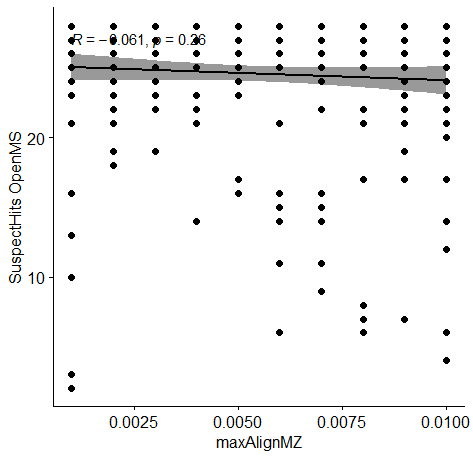 R = −0.061, p = 0.26
SuspectHits OpenMS
20
10
0.0025 0.0050 0.0075 0.0100
maxAlignMZ